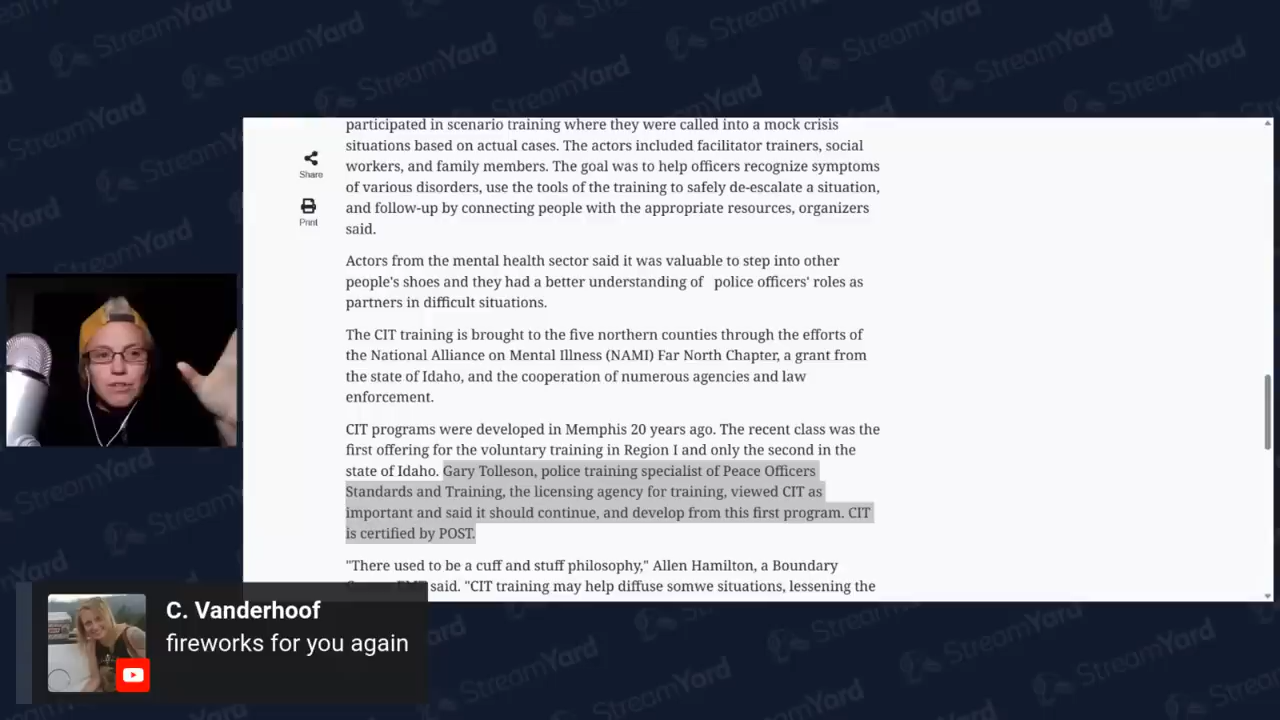 participated in scenario training where they were called into a mock crisis
situations based on actual cases. The actors included facilitator trainers, social
workers, and family members. The goal was to help officers recognize symptoms
of various disorders, use the tools of the training to safely de-escalate a situation,
and follow-up by connecting people with the appropriate resources, organizers
said.
Share
Print
Actors from the mental health sector said it was valuable to step into other
people's shoes and they had a better understanding of police officers' roles as
partners in difficult situations.
The CIT training is brought to the five northern counties through the efforts of
the National Alliance on Mental Illness (NAMI) Far North Chapter, a grant from
the state of Idaho, and the cooperation of numerous agencies and law
enforcement.
CIT programs were developed in Memphis 20 years ago. The recent class was the
first offering for the voluntary training in Region I and only the second in the
state of Idaho. Gary Tolleson, police training specialist of Peace Officers
Standards and Training, the licensing agency for training, viewed CIT as
important and said it should continue, and develop from this first program. CIT
is certified by POST.
"There used to be a cuff and stuff philosophy," Allen Hamilton, a Boundary
said. "CIT training may help diffuse somwe situations, lessening the
C. Vanderhoof
fireworks for you again
StreamYard